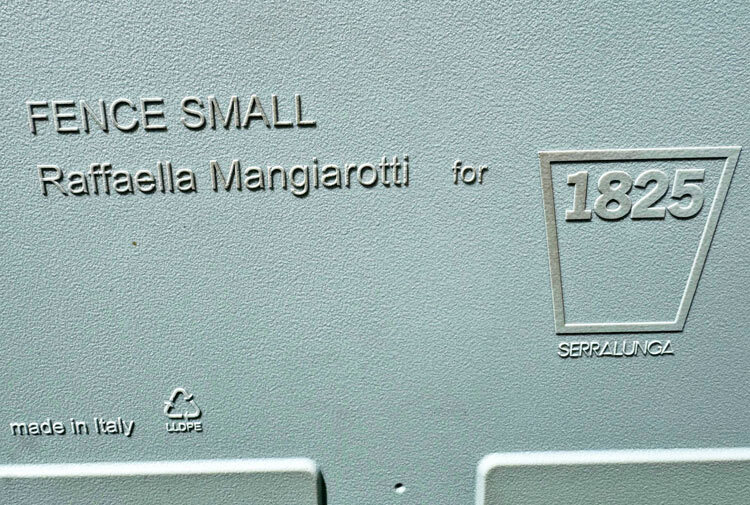 FENCE SMALL
Raffaella Mangiarotti for
1825
SERRALUNGA
made in Italy
LLDPE